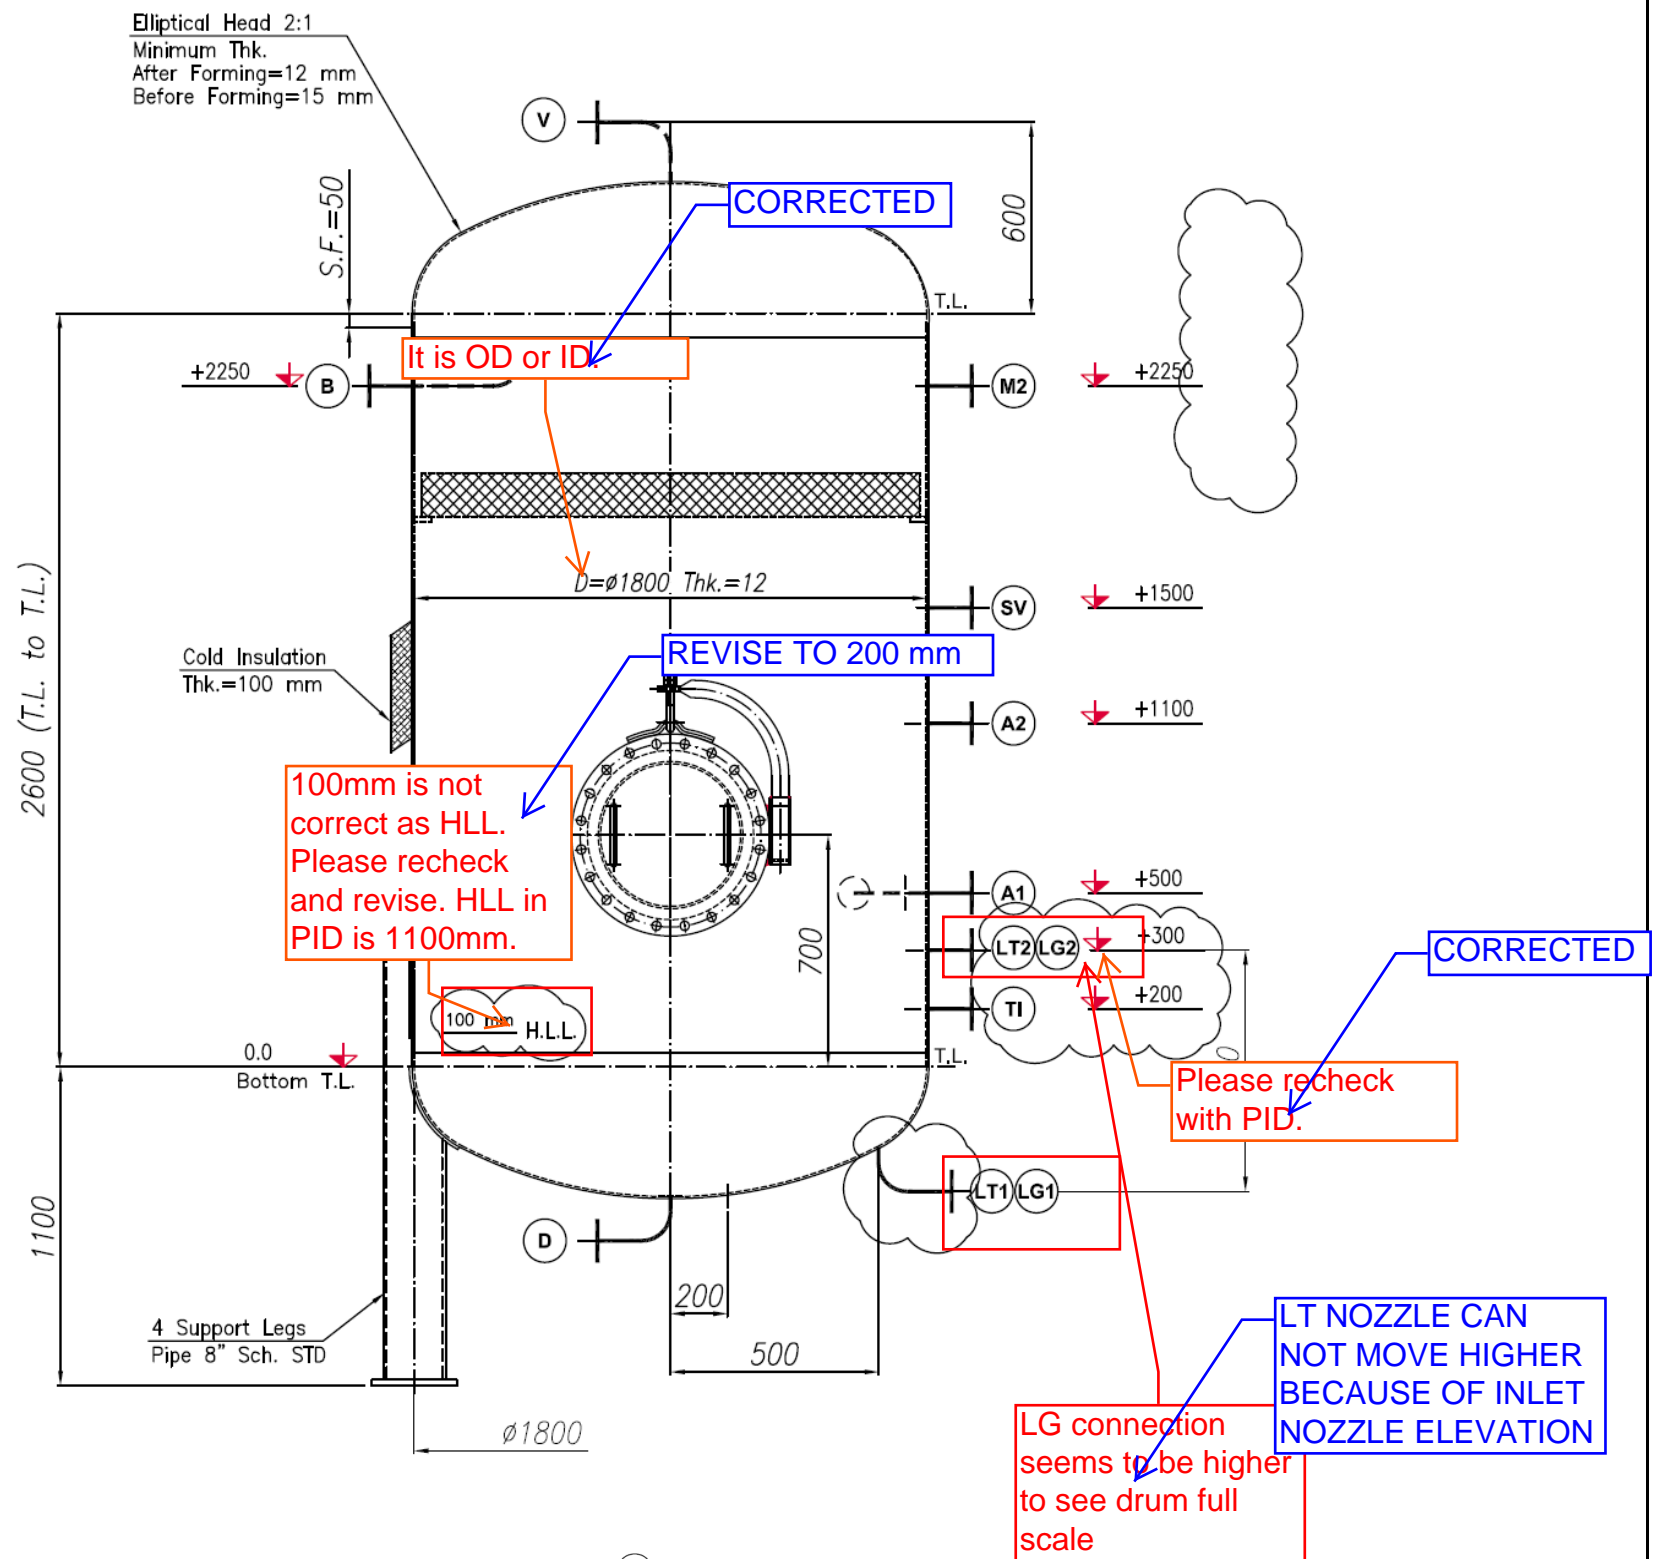 Elliptical Head 2:1
Minimum Thk.
After Forming=12 mm
Before Forming=15 mm
V
CORRECTED
600
S.F.=50
T.L.
It is OD or ID.
+2250
B
M2
+2250
D=ø1800 Thk.=12
SV
+1500
2600 (T.L. to T.L.)
Cold Insulation
Thk.=100 mm
REVISE TO 200 mm
A2
+1100
100mm is not
correct as HLL.
Please recheck
and revise. HLL in
PID is 1100mm.
700
A1
+500
LT2
LG2
+300
CORRECTED
TI
+200
100 mm
H.L.L.
0.0
Bottom T.L.
T.L.
0
Please recheck
with PID.
LT1
LG1
1100
D
200
4 Support Legs
Pipe 8" Sch. STD
500
LT NOZZLE CAN
NOT MOVE HIGHER
BECAUSE OF INLET
NOZZLE ELEVATION
ø1800
LG connection
seems to be higher
to see drum full
scale